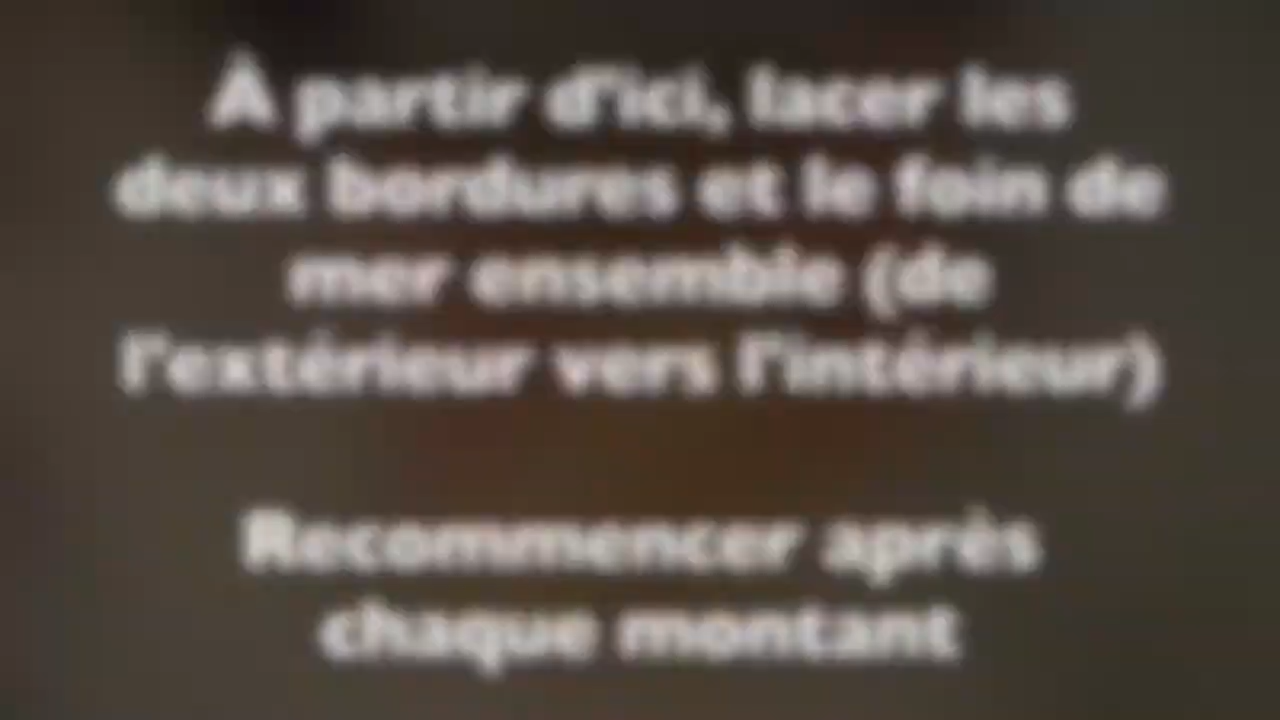 À partir d'ici, lacer les
deux bordures et le foin de
mer ensemble (de
l'extérieur vers l'intérieur)
Recommencer après
chaque montant